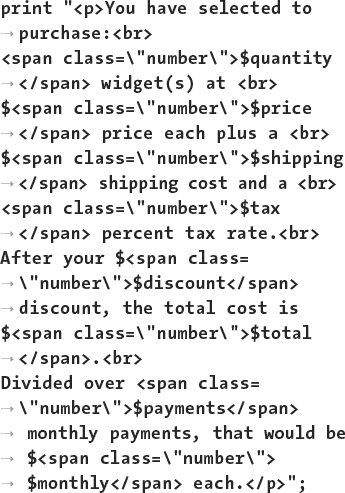 print "<p>You have selected to
→ purchase:<br>
<span class=\"number\">$quantity
→ </span> widget(s) at <br>
$<span class=\"number\">$price
→ </span> price each plus a <br>
$<span class=\"number\">$shipping
→ </span> shipping cost and a <br>
<span class=\"number\">$tax
→ </span> percent tax rate.<br>
After your $<span class=
→ \"number\">$discount</span>
→ discount, the total cost is
$<span class=\"number\">$total
→ </span>.<br>
Divided over <span class=
→ \"number\">$payments</span>
→ monthly payments, that would be
→ $<span class=\"number\">
→ $monthly</span> each.</p>";